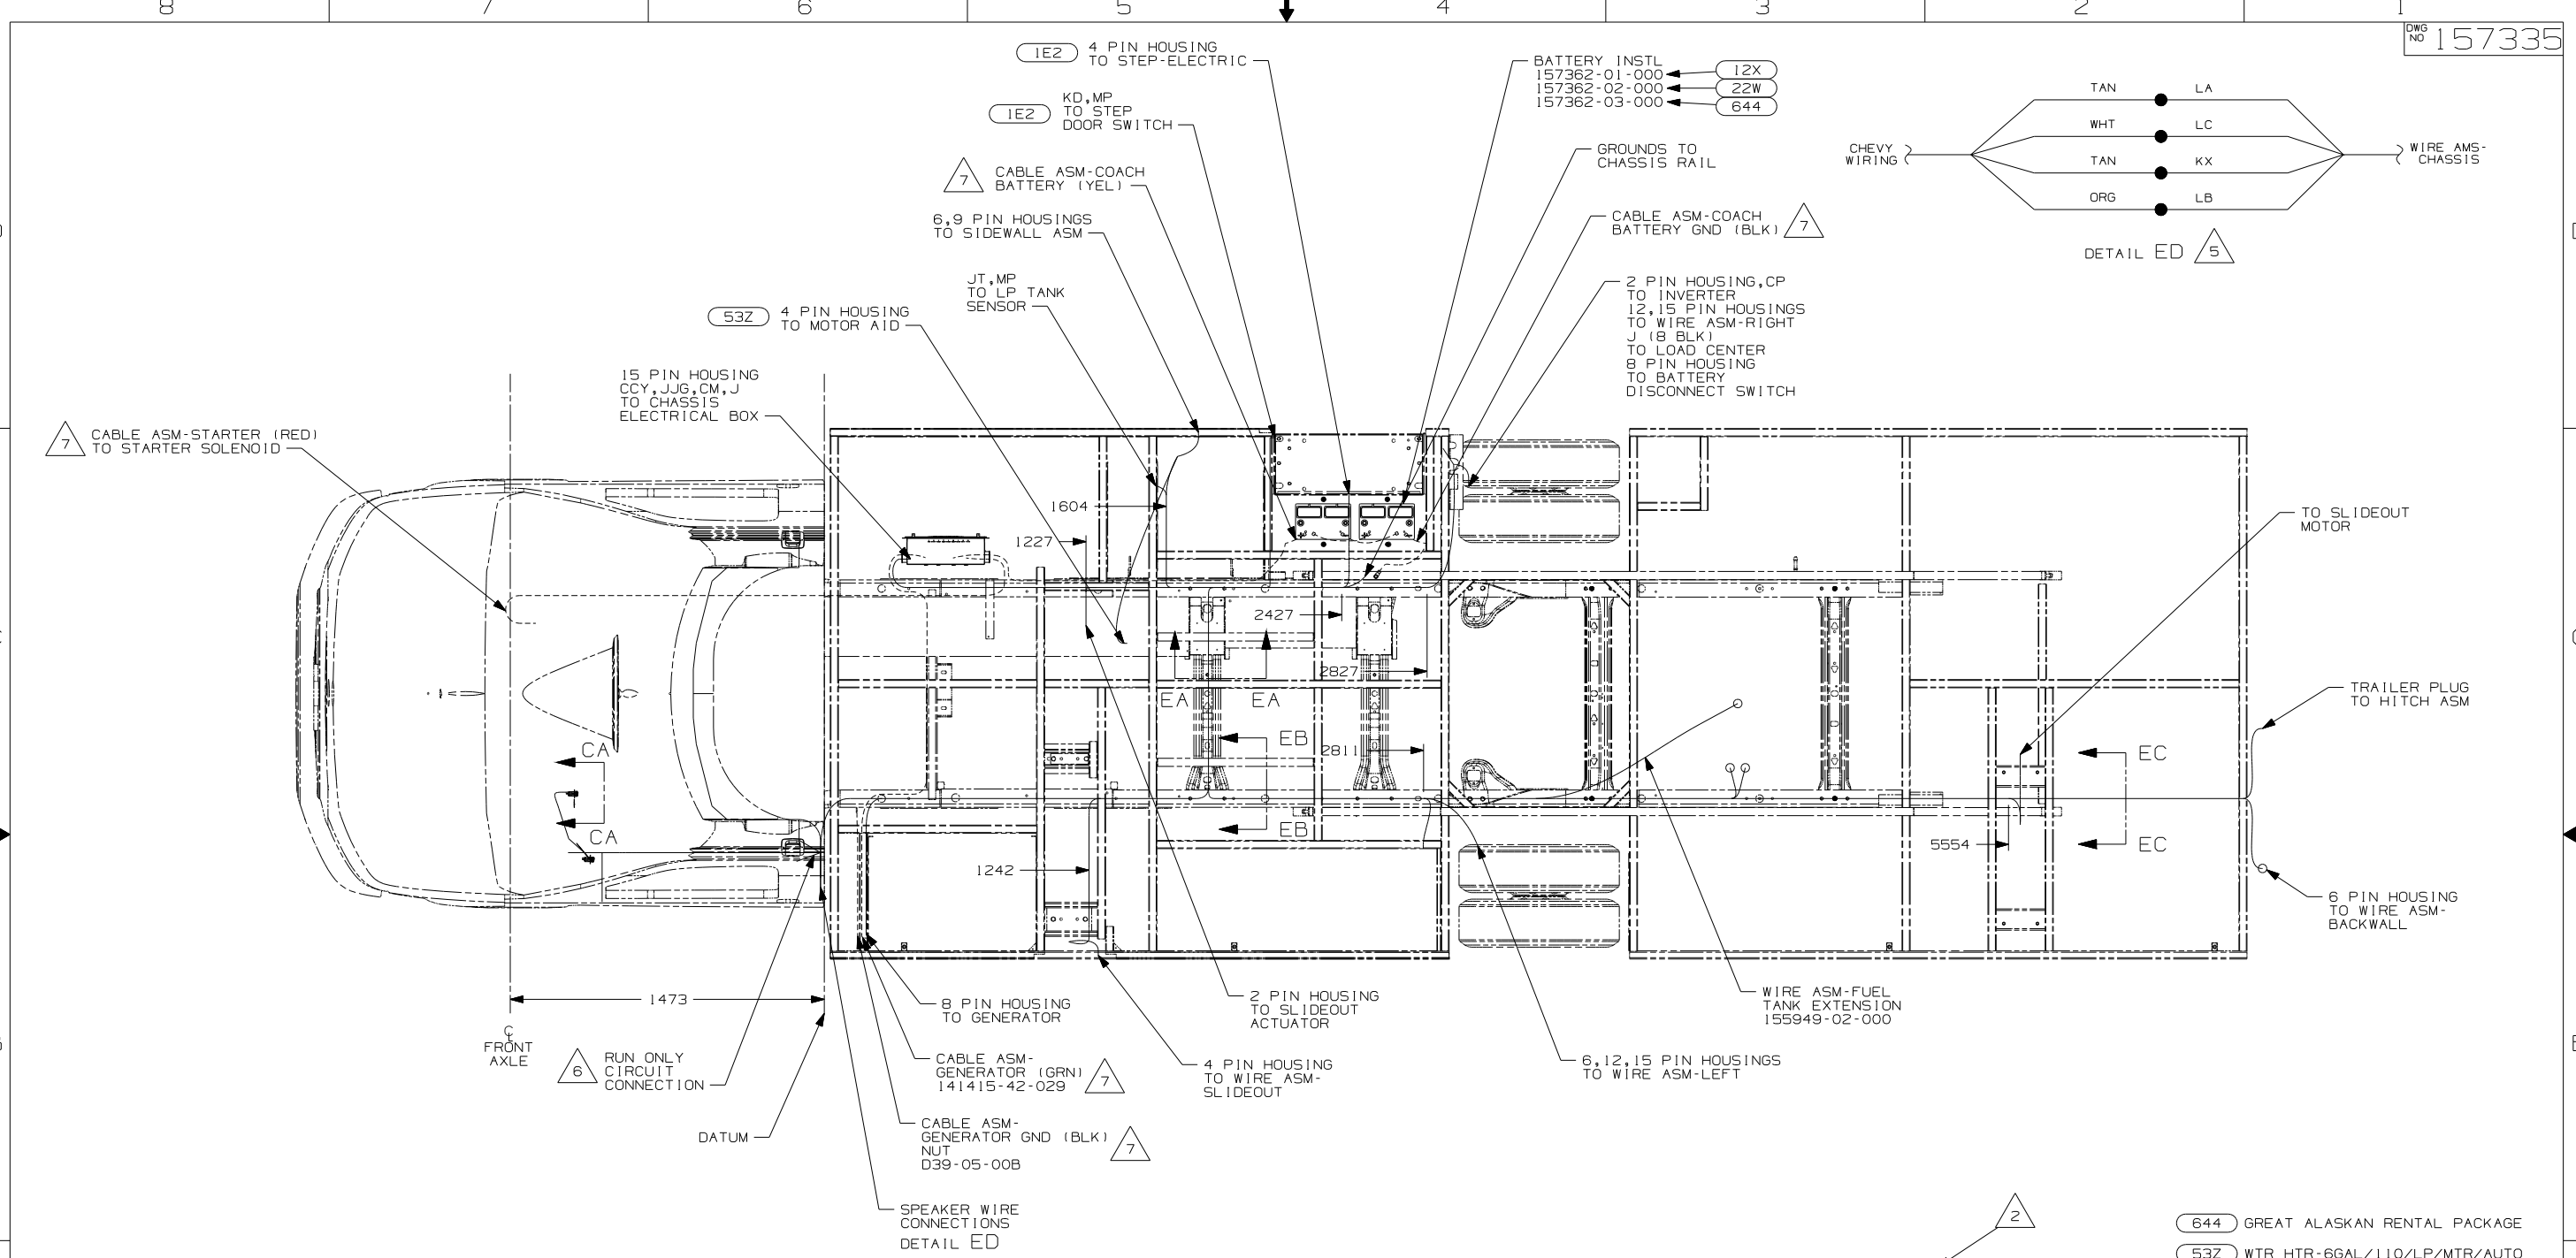 8 7 6 5 4 3 2 1
DWG NO 157335
1E2 4 PIN HOUSING
TO STEP-ELECTRIC
1E2 KD,MP
TO STEP
DOOR SWITCH
7 CABLE ASM-COACH
BATTERY (YEL)
6,9 PIN HOUSINGS
TO SIDEWALL ASM
JT,MP
TO LP TANK
SENSOR
53Z 4 PIN HOUSING
TO MOTOR AID
15 PIN HOUSING
CCY,JJG,CM,J
TO CHASSIS
ELECTRICAL BOX
7 CABLE ASM-STARTER (RED)
TO STARTER SOLENOID
BATTERY INSTL
157362-01-000 12X
157362-02-000 22W
157362-03-000 644
GROUNDS TO
CHASSIS RAIL
CABLE ASM-COACH
BATTERY GND (BLK) 7
2 PIN HOUSING,CP
TO INVERTER
12,15 PIN HOUSINGS
TO WIRE ASM-RIGHT
J (8 BLK)
TO LOAD CENTER
8 PIN HOUSING
TO BATTERY
DISCONNECT SWITCH
CHEVY
WIRING
TAN LA
WHT LC
TAN KX
ORG LB
WIRE AMS-
CHASSIS
DETAIL ED 5
1604
1227
2427
2827
EA EA
EB
2811
EB
CA
CA
1242
EC
EC
5554
TO SLIDEOUT
MOTOR
TRAILER PLUG
TO HITCH ASM
6 PIN HOUSING
TO WIRE ASM-
BACKWALL
1473
FRONT
AXLE
6 RUN ONLY
CIRCUIT
CONNECTION
DATUM
8 PIN HOUSING
TO GENERATOR
CABLE ASM-
GENERATOR (GRN)
141415-42-029 7
CABLE ASM-
GENERATOR GND (BLK)
NUT
D39-05-00B 7
SPEAKER WIRE
CONNECTIONS
DETAIL ED
2 PIN HOUSING
TO SLIDEOUT
ACTUATOR
4 PIN HOUSING
TO WIRE ASM-
SLIDEOUT
6,12,15 PIN HOUSINGS
TO WIRE ASM-LEFT
WIRE ASM-FUEL
TANK EXTENSION
155949-02-000
2
644 GREAT ALASKAN RENTAL PACKAGE
53Z WTR HTR-6GAL/110/LP/MTR/AUTO